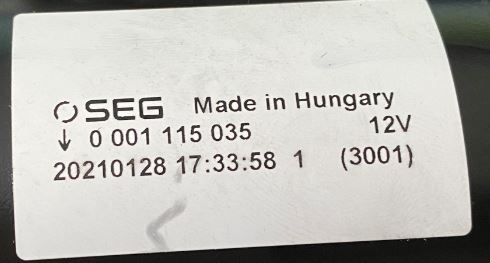 SEG Made in Hungary
↓ 0 001 115 035 12V
20210128 17:33:58 1 (3001)